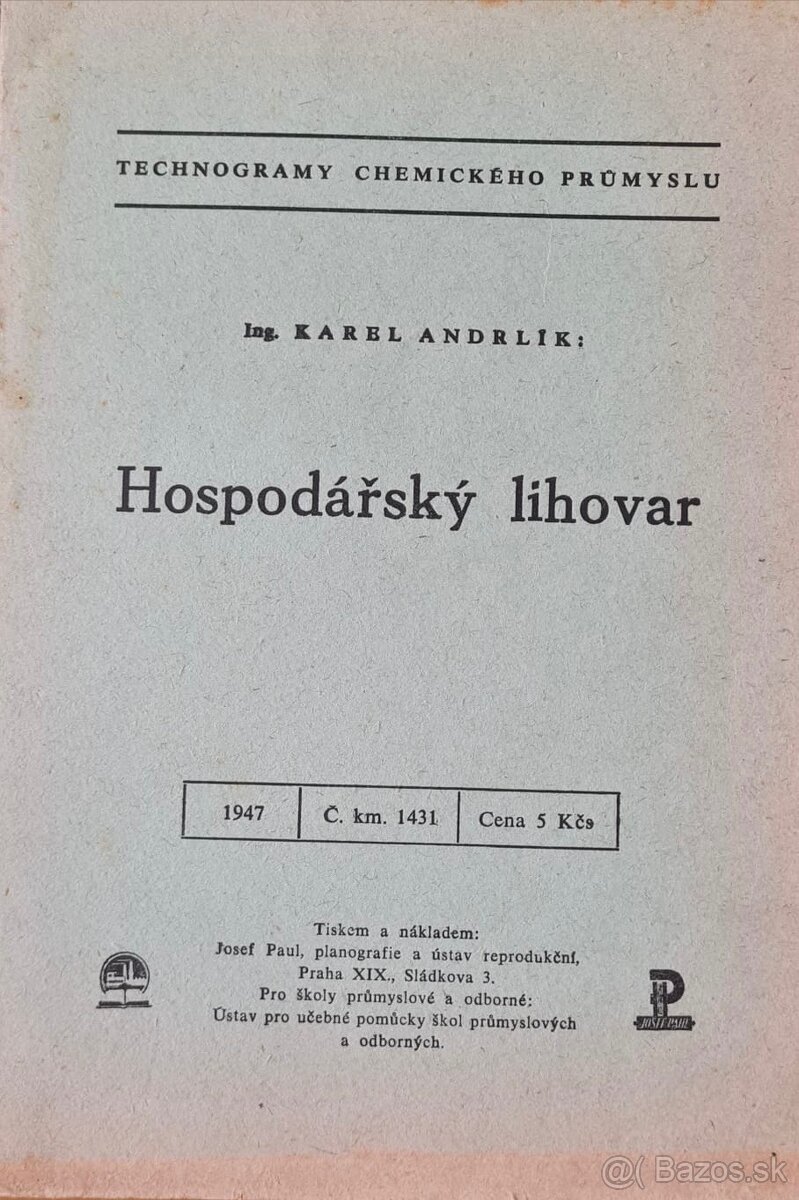 TECHNOGRAMY CHEMICKÉHO PRŮMYSLU
Ing. KAREL ANDRLÍK:
Hospodářský lihovar
1947 Č. km. 1431 Cena 5 Kčs
Tiskem a nákladem:
Josef Paul, planografie a ústav reprodukční,
Praha XIX., Sládkova 3.
Pro školy průmyslové a odborné:
Ústav pro učebné pomůcky škol průmyslových
a odborných.
JOSEF PAUL
@( Bazos.sk